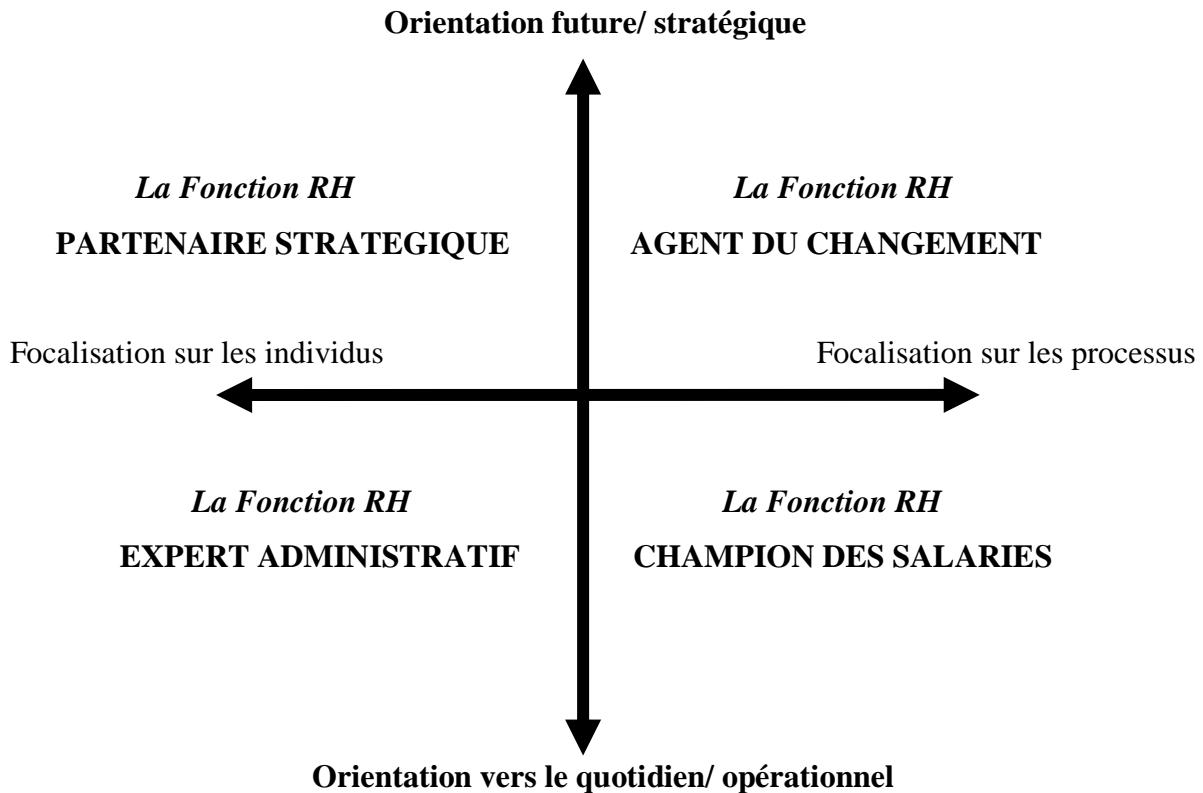 Orientation future/ stratégique
La Fonction RH
PARTENAIRE STRATEGIQUE
La Fonction RH
AGENT DU CHANGEMENT
Focalisation sur les individus
Focalisation sur les processus
La Fonction RH
EXPERT ADMINISTRATIF
La Fonction RH
CHAMPION DES SALARIES
Orientation vers le quotidien/ opérationnel